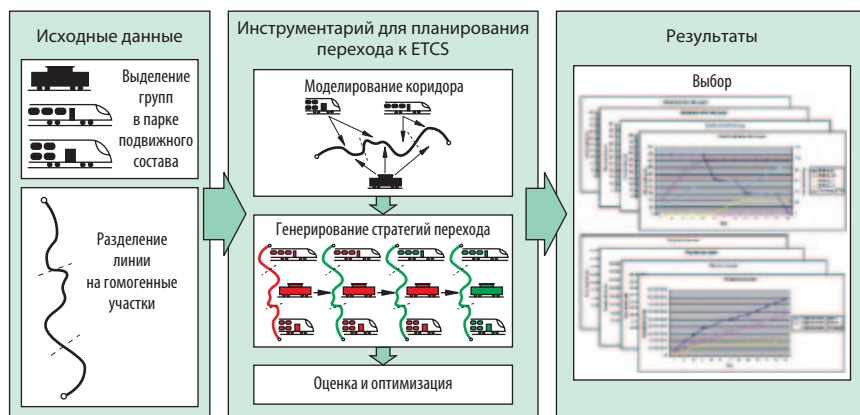 Исходные данные
Выделение
групп
в парке
подвижного
состава
Разделение
линии
на гомогенные
участки
Инструментарий для планирования
перехода к ETCS
Моделирование коридора
Генерирование стратегий перехода
Оценка и оптимизация
Результаты
Выбор